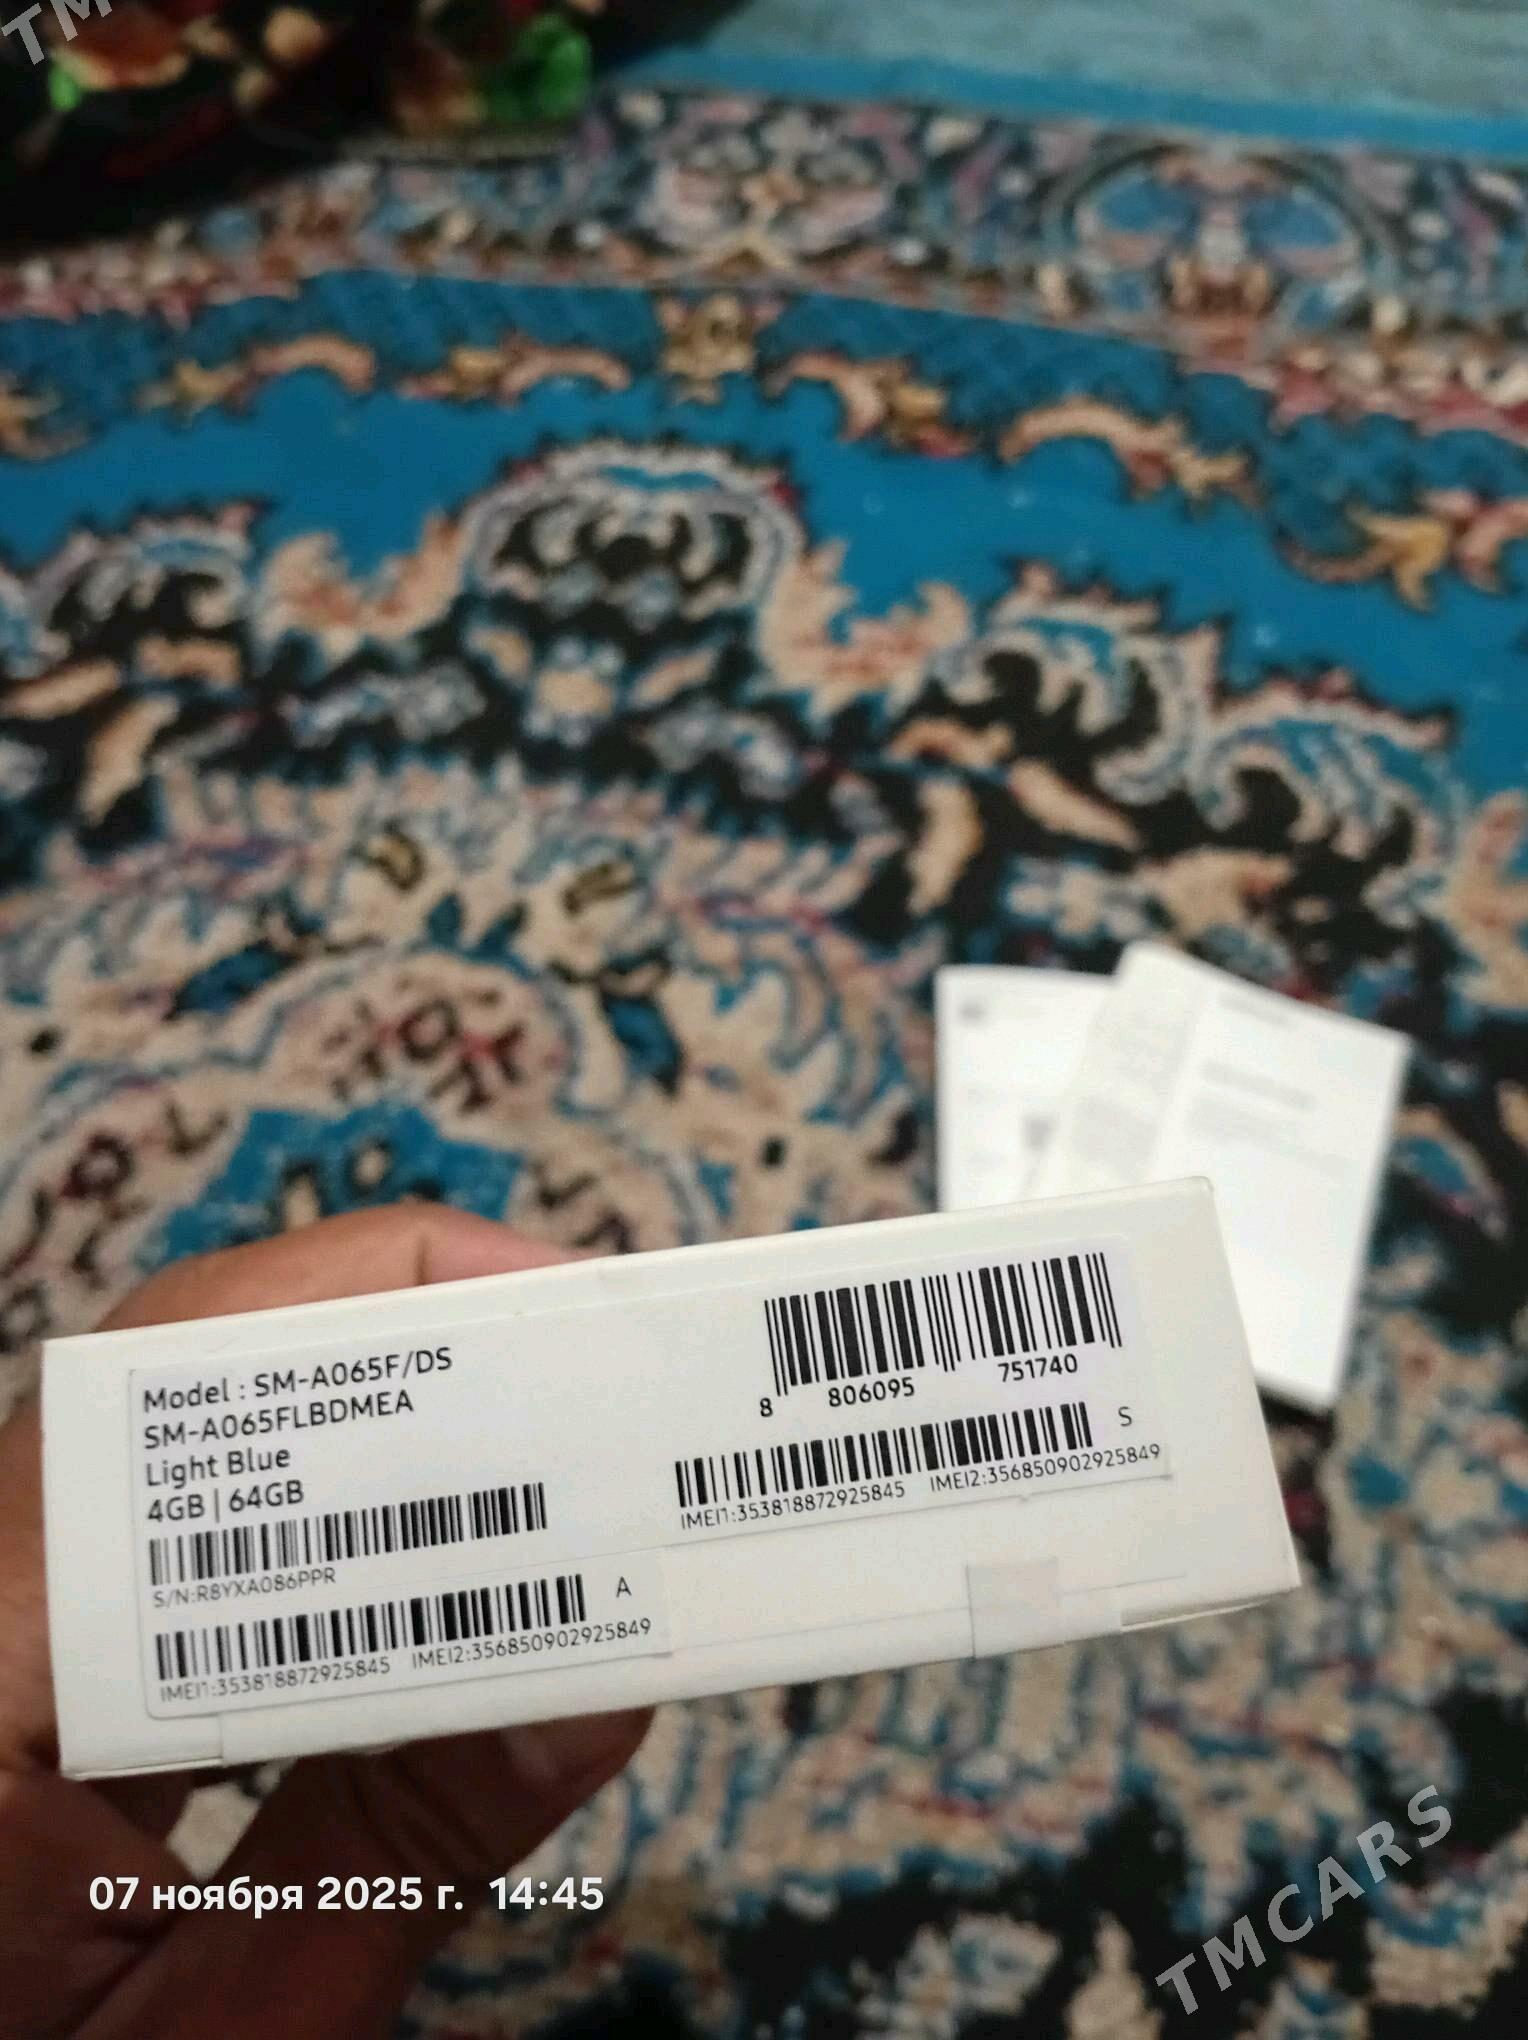 TM
Model : SM-A065F/DS
SM-A065FLBDMEA
Light Blue
4GB | 64GB
S/N:R8YXA086PPR
A
IMEI1:353818872925845 IMEI2:356850902925849
8 806095 751740
S
IMEI1:353818872925845 IMEI2:356850902925849
07 ноября 2025 г. 14:45
TMCARS